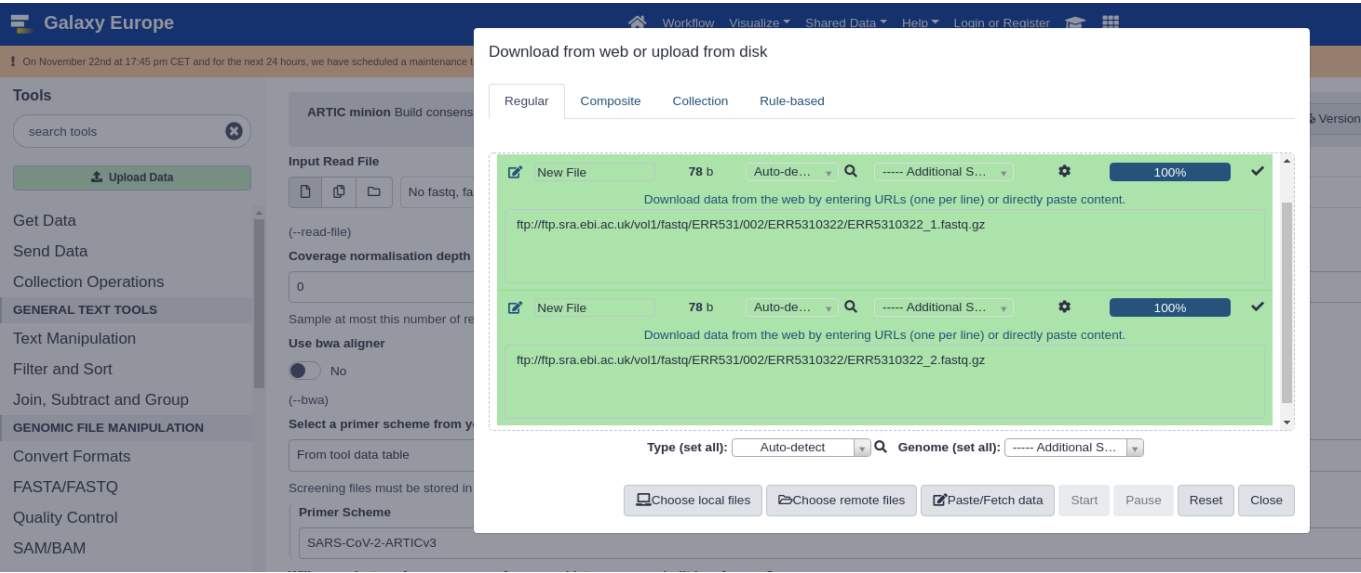 Galaxy Europe
Workflow Visualize Shared Data Help Login or Register
On November 22nd at 17:45 pm CET and for the next 24 hours, we have scheduled a maintenance t
Tools
search tools
Upload Data
Get Data
Send Data
Collection Operations
GENERAL TEXT TOOLS
Text Manipulation
Filter and Sort
Join, Subtract and Group
GENOMIC FILE MANIPULATION
Convert Formats
FASTA/FASTQ
Quality Control
SAM/BAM
ARTIC minion Build consens
Version
Input Read File
No fastq, fa
(--read-file)
Coverage normalisation depth
0
Sample at most this number of re
Use bwa aligner
No
(--bwa)
Select a primer scheme from y
From tool data table
Screening files must be stored in
Primer Scheme
SARS-CoV-2-ARTICv3
Download from web or upload from disk
Regular Composite Collection Rule-based
New File 78 b Auto-de... ----- Additional S... 100%
Download data from the web by entering URLs (one per line) or directly paste content.
ftp://ftp.sra.ebi.ac.uk/vol1/fastq/ERR531/002/ERR5310322/ERR5310322_1.fastq.gz
New File 78 b Auto-de... ----- Additional S... 100%
Download data from the web by entering URLs (one per line) or directly paste content.
ftp://ftp.sra.ebi.ac.uk/vol1/fastq/ERR531/002/ERR5310322/ERR5310322_2.fastq.gz
Type (set all): Auto-detect Genome (set all): ----- Additional S...
Choose local files Choose remote files Paste/Fetch data Start Pause Reset Close